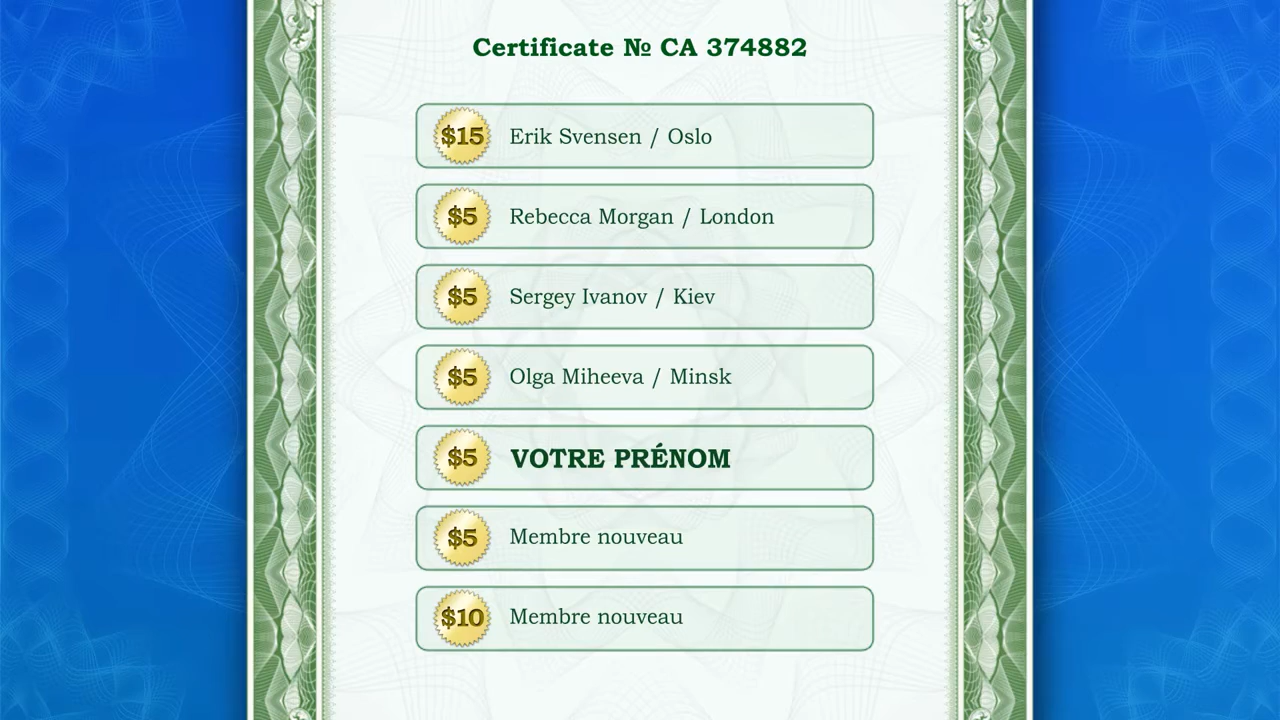 Certificate № CA 374882
$15 Erik Svensen / Oslo
$5 Rebecca Morgan / London
$5 Sergey Ivanov / Kiev
$5 Olga Miheeva / Minsk
$5 VOTRE PRÉNOM
$5 Membre nouveau
$10 Membre nouveau